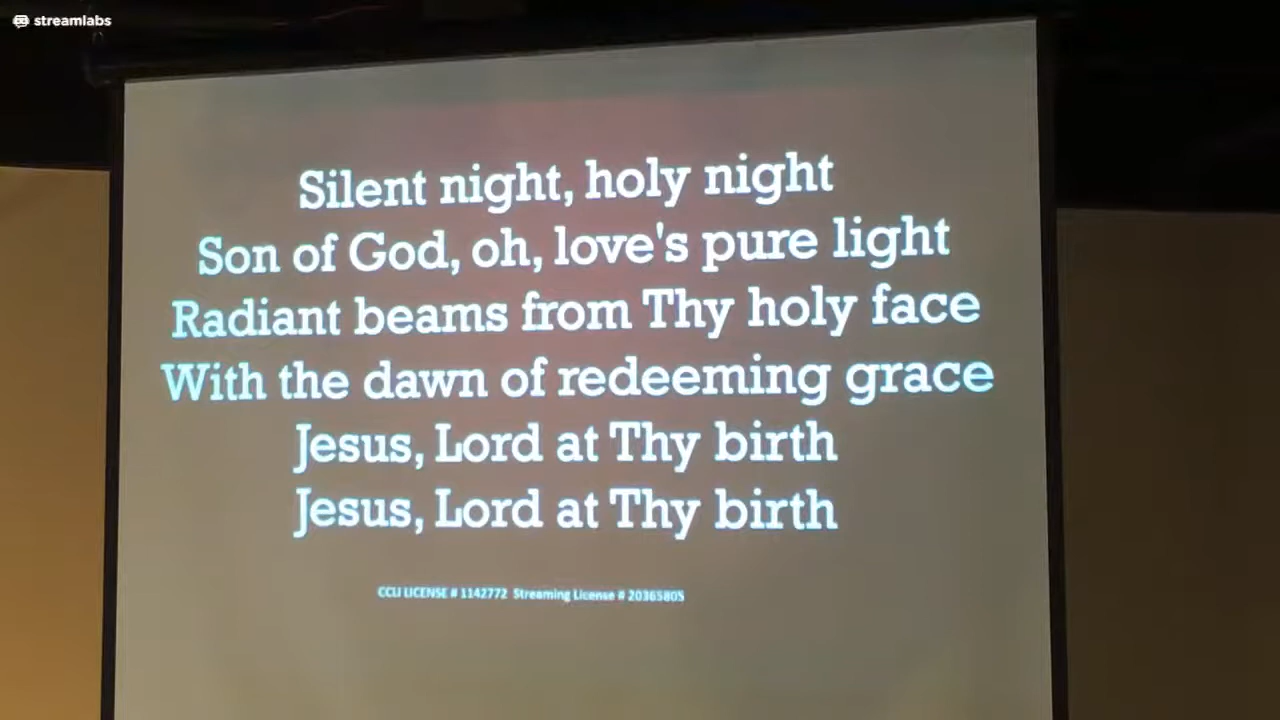 streamlabs
Silent night, holy night
Son of God, oh, love's pure light
Radiant beams from Thy holy face
With the dawn of redeeming grace
Jesus, Lord at Thy birth
Jesus, Lord at Thy birth
CCLI LICENSE # 1142772 Streaming License # 20365805